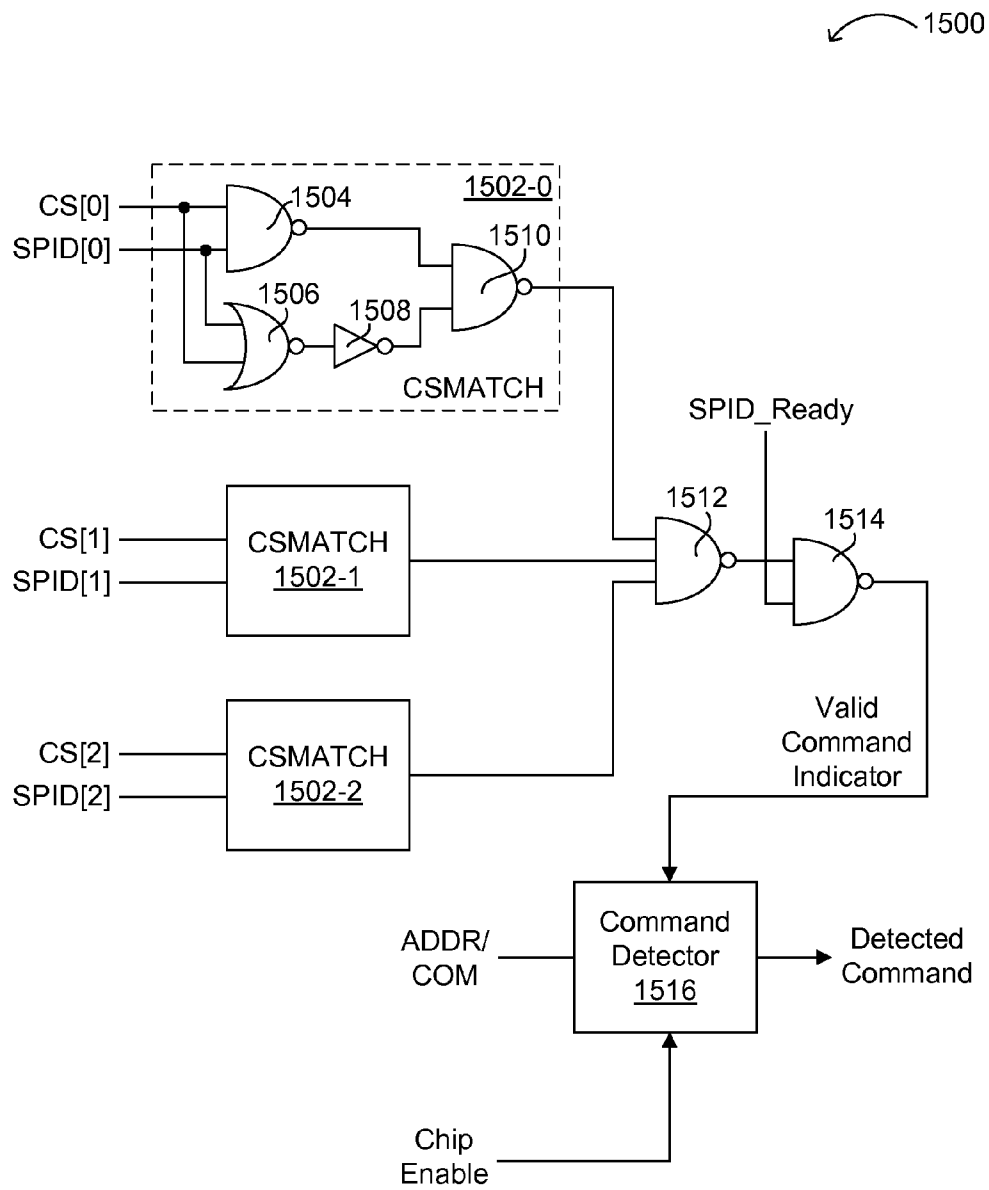 1500
1502-0
CS[0]
1504
SPID[0]
1510
1506
1508
CSMATCH
SPID_Ready
CS[1]
SPID[1]
CSMATCH
1502-1
1512
1514
CS[2]
SPID[2]
CSMATCH
1502-2
Valid
Command
Indicator
ADDR/
COM
Command
Detector
1516
Detected
Command
Chip
Enable